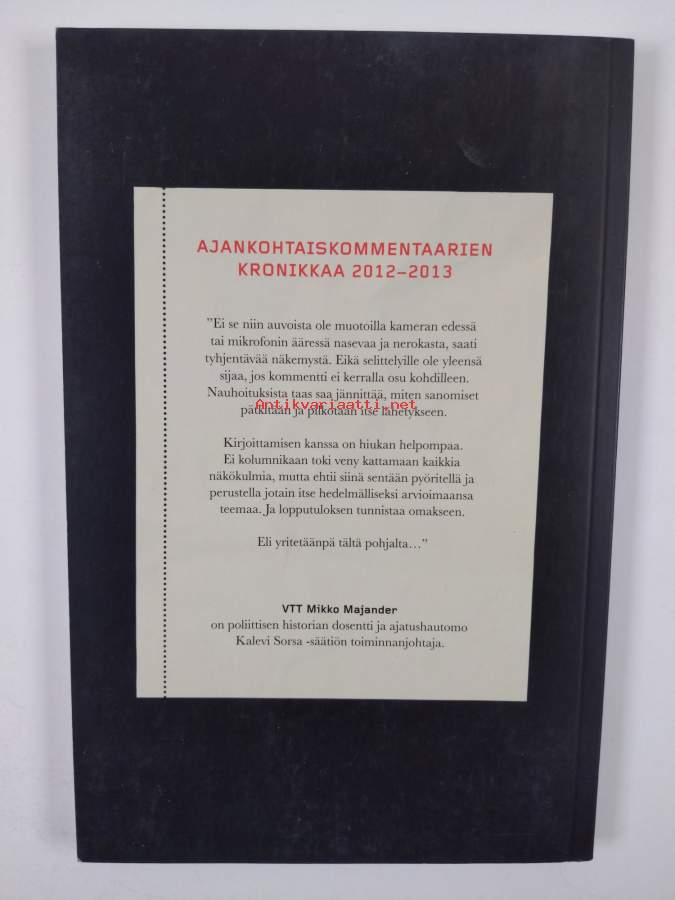 AJANKOHTAISKOMMENTAARIEN
KRONIKKAA 2012–2013
”Ei se niin auvoista ole muotoilla kameran edessä
tai mikrofonin ääressä nasevaa ja nerokasta, saati
tyhjentävää näkemystä. Eikä selittelyille ole yleensä
sijaa, jos kommentti ei kerralla osu kohdilleen.
Nauhoituksista taas saa jännittää, miten sanomiset
Antikvariaatti.net
pätkitään ja pilkotaan itse lähetykseen.
Kirjoittamisen kanssa on hiukan helpompaa.
Ei kolumnikaan toki veny kattamaan kaikkia
näkökulmia, mutta ehtii siinä sentään pyöritellä ja
perustella jotain itse hedelmälliseksi arvioimaansa
teemaa. Ja lopputuloksen tunnistaa omakseen.
Eli yritetäänpä tältä pohjalta…”
VTT Mikko Majander
on poliittisen historian dosentti ja ajatushautomo
Kalevi Sorsa -säätiön toiminnanjohtaja.